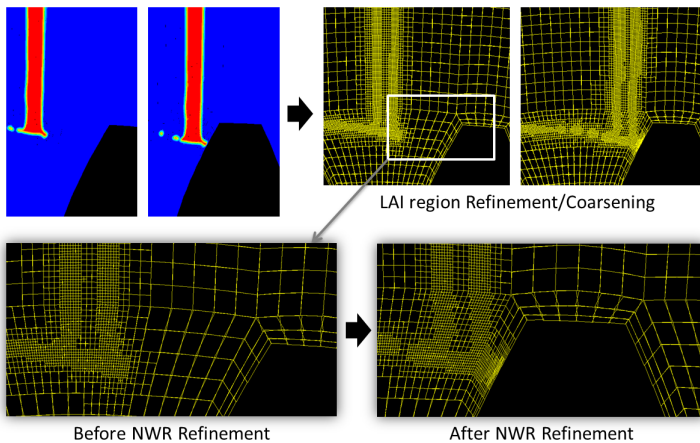 LAI region Refinement/Coarsening
Before NWR Refinement
After NWR Refinement